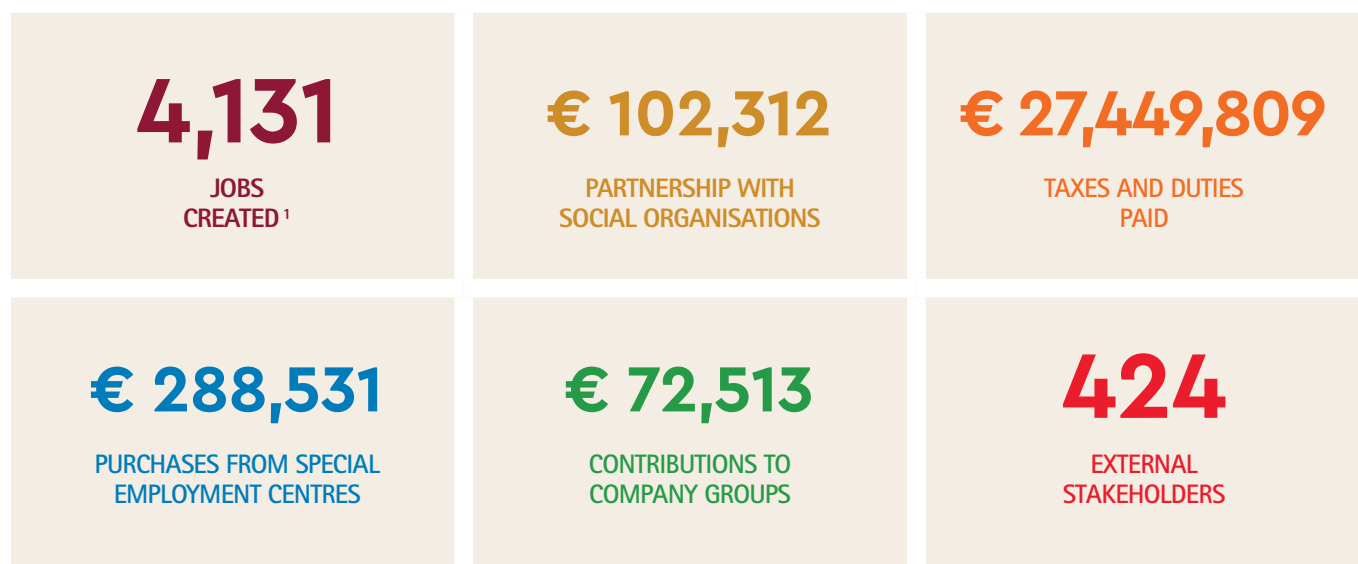 4,131
JOBS
CREATED ¹
€ 102,312
PARTNERSHIP WITH
SOCIAL ORGANISATIONS
€ 27,449,809
TAXES AND DUTIES
PAID
€ 288,531
PURCHASES FROM SPECIAL
EMPLOYMENT CENTRES
€ 72,513
CONTRIBUTIONS TO
COMPANY GROUPS
424
EXTERNAL
STAKEHOLDERS